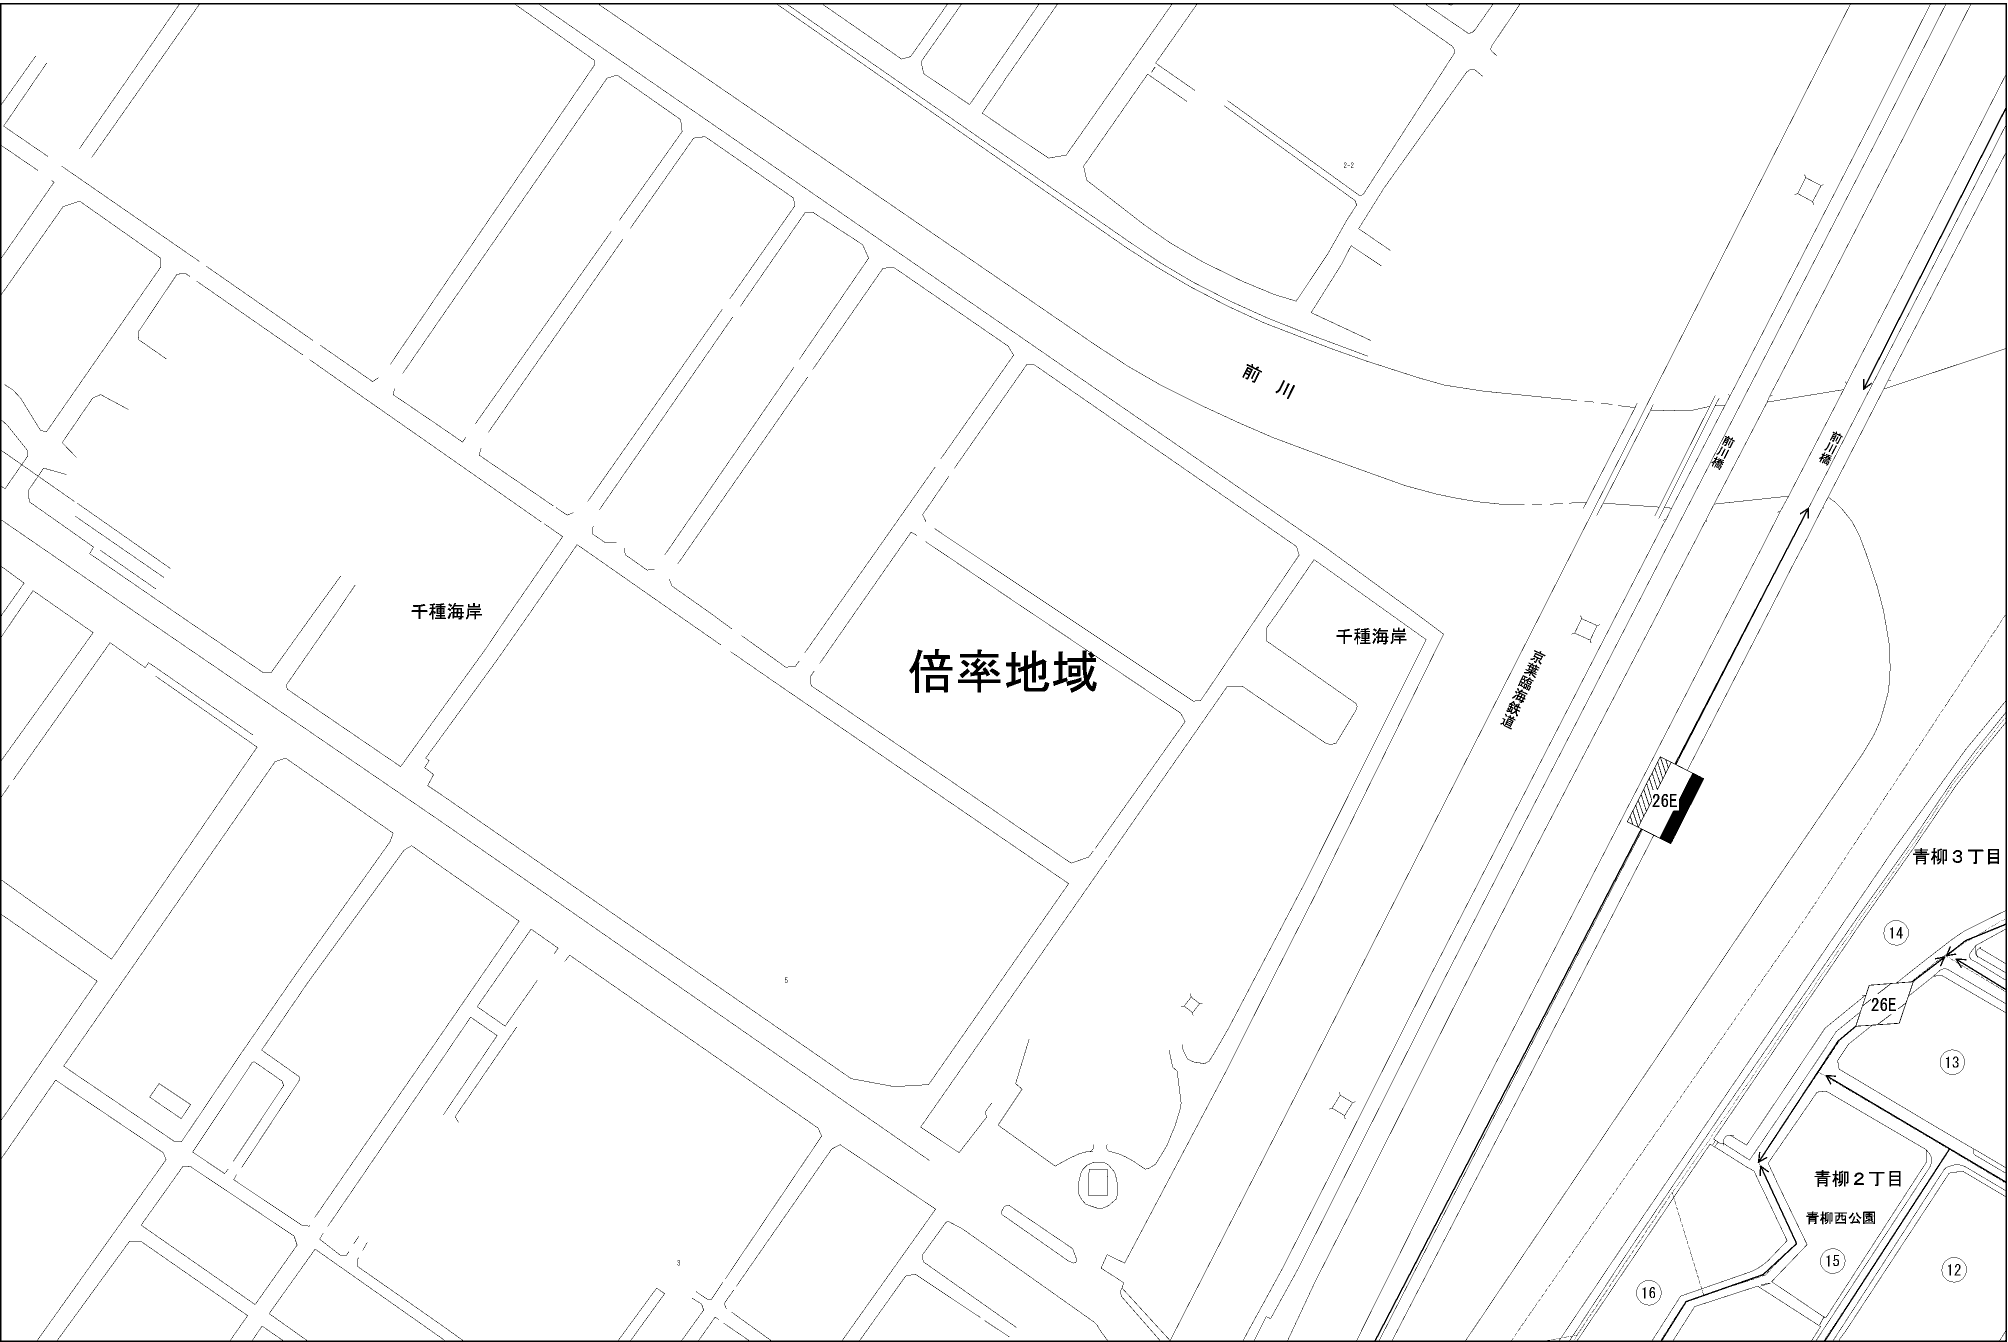 2-2
前川
前川橋
前川橋
千種海岸
千種海岸
倍率地域
京葉臨海鉄道
26E
青柳３丁目
14
26E
5
13
青柳２丁目
青柳西公園
15
12
16
3